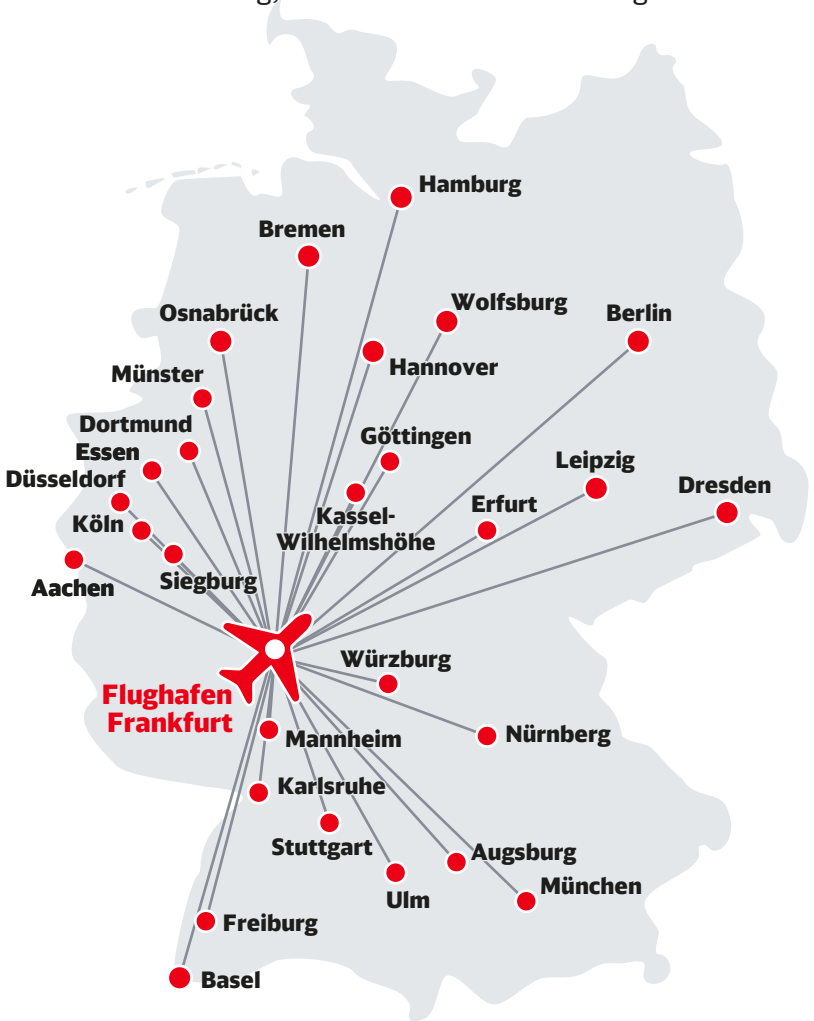 Hamburg
Bremen
Wolfsburg
Osnabrück
Berlin
Hannover
Münster
Dortmund
Göttingen
Essen
Leipzig
Düsseldorf
Dresden
Erfurt
Köln
Kassel-
Wilhelmshöhe
Siegburg
Aachen
Würzburg
Flughafen
Frankfurt
Nürnberg
Mannheim
Karlsruhe
Stuttgart
Augsburg
München
Ulm
Freiburg
Basel